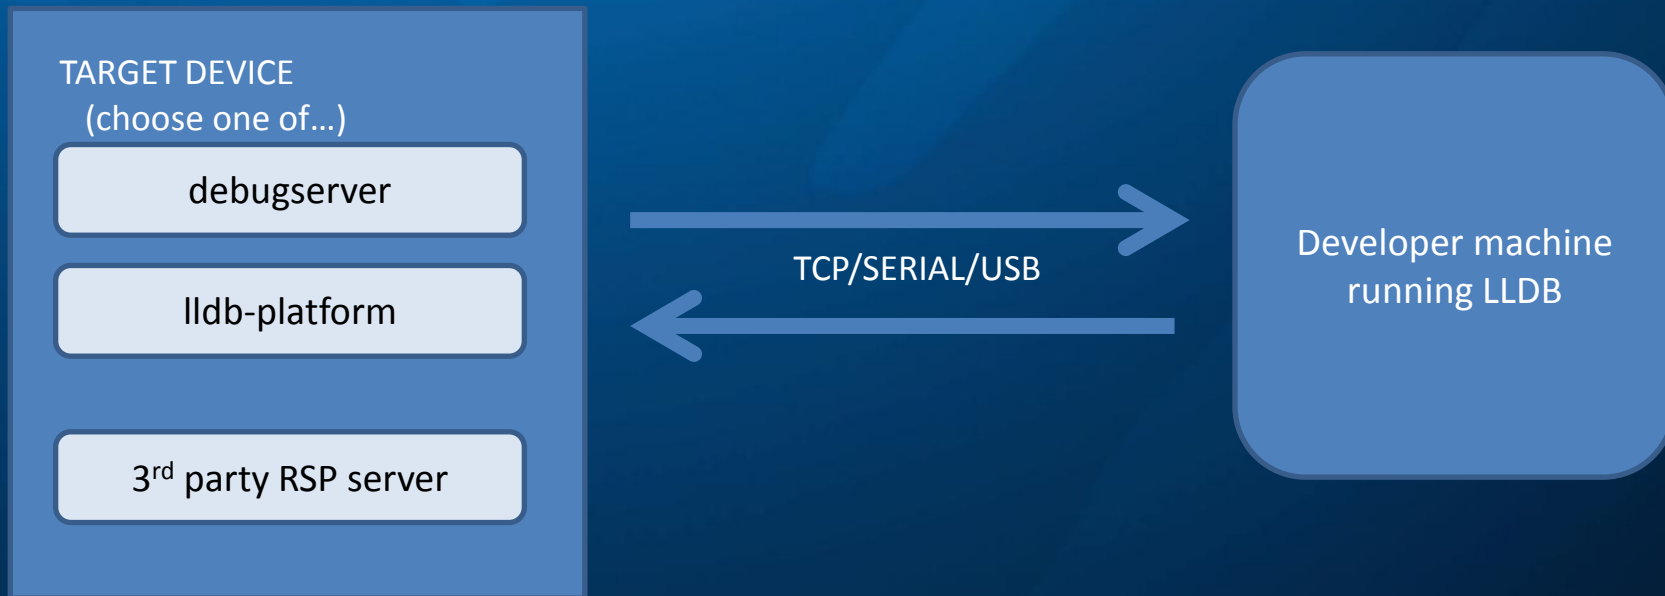 TARGET DEVICE
(choose one of…)
debugserver
lldb-platform
3rd party RSP server
TCP/SERIAL/USB
Developer machine
running LLDB